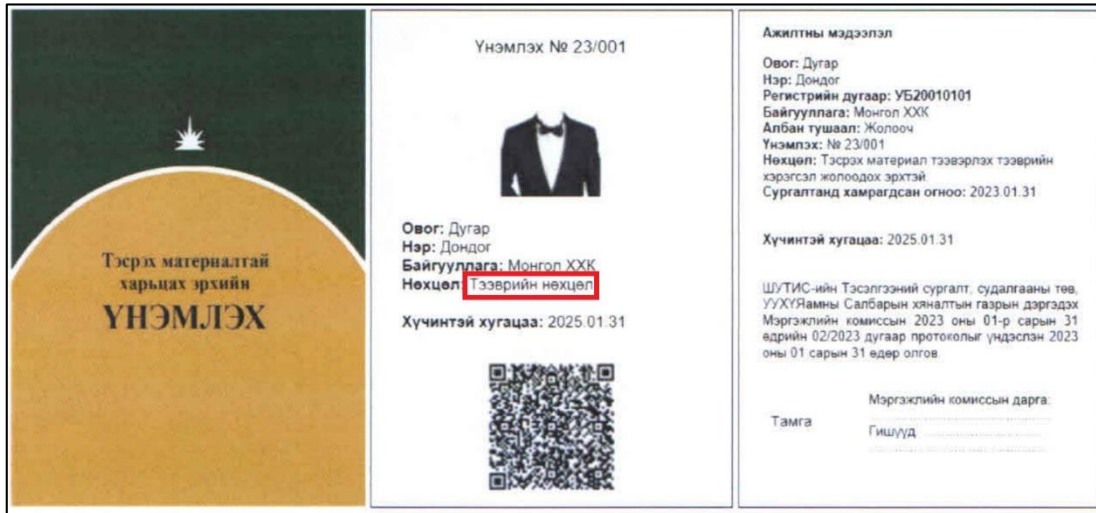 Тэсрэх материалтай
харьцах эрхийн
ҮНЭМЛЭХ
Үнэмлэх № 23/001
Овог: Дугар
Нэр: Дондог
Байгууллага: Монгол ХХК
Нөхцөл: Тээврийн нөхцөл
Хүчинтэй хугацаа: 2025.01.31
Ажилтны мэдээлэл
Овог: Дугар
Нэр: Дондог
Регистрийн дугаар: УБ20010101
Байгууллага: Монгол ХХК
Албан тушаал: Жолооч
Үнэмлэх: № 23/001
Нөхцөл: Тэсрэх материал тээвэрлэх тээврийн
хэрэгсэл жолоодох эрхтэй
Сургалтанд хамрагдсан огноо: 2023.01.31
Хүчинтэй хугацаа: 2025.01.31
ШУТИС-ийн Тэсэлгээний сургалт, судалгааны төв,
УУХҮЯамны Салбарын хяналтын газрын дэргэдэх
Мэргэжлийн комиссын 2023 оны 01-р сарын 31
өдрийн 02/2023 дугаар протоколыг үндэслэн 2023
оны 01 сарын 31 өдөр олгов
Мэргэжлийн комиссын дарга:
Тамга
Гишүүд